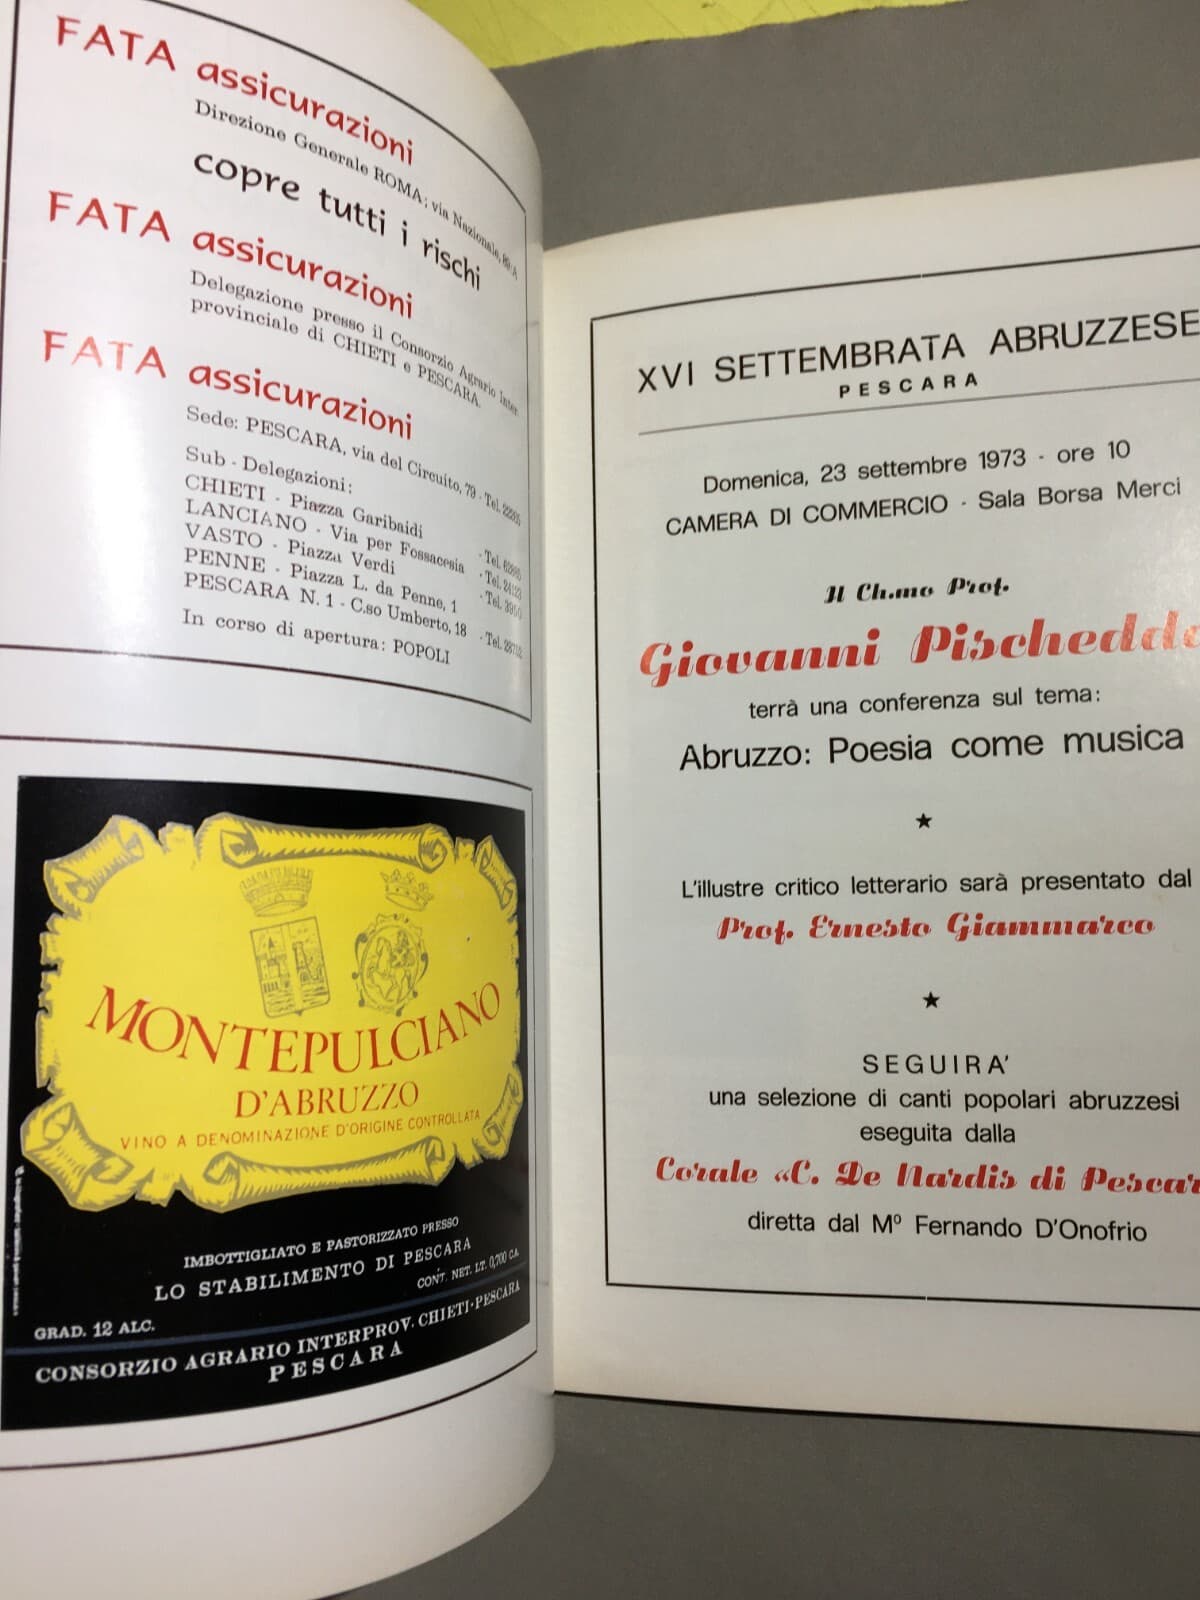 FATA assicurazioni
Direzione Generale ROMA; via Nazionale, 89/A
copre tutti i rischi
FATA assicurazioni
Delegazione presso il Consorzio Agrario Inter.
provinciale di CHIETI e PESCARA.
FATA assicurazioni
Sede: PESCARA, via del Circuito, 79 - Tel.
Sub - Delegazioni:
CHIETI - Piazza Garibaldi - Tel.
LANCIANO - Via per Fossacesia - Tel.
VASTO - Piazza Verdi - Tel.
PENNE - Piazza L. da Penne, 1
PESCARA N. 1 - C.so Umberto, 18 - Tel.
In corso di apertura: POPOLI
MONTEPULCIANO
D'ABRUZZO
VINO A DENOMINAZIONE D'ORIGINE CONTROLLATA
IMBOTTIGLIATO E PASTORIZZATO PRESSO
LO STABILIMENTO DI PESCARA
CONT. NET. LT. 0,700 CA.
GRAD. 12 ALC.
CONSORZIO AGRARIO INTERPROV. CHIETI-PESCARA
PESCARA
XVI SETTEMBRATA ABRUZZESE
PESCARA
Domenica, 23 settembre 1973 - ore 10
CAMERA DI COMMERCIO - Sala Borsa Merci
Il Ch.mo Prof.
Giovanni Pischedda
terrà una conferenza sul tema:
Abruzzo: Poesia come musica
L'illustre critico letterario sarà presentato dal
Prof. Ernesto Giammarco
SEGUIRA'
una selezione di canti popolari abruzzesi
eseguita dalla
Corale «C. De Nardis di Pescar
diretta dal Mº Fernando D'Onofrio